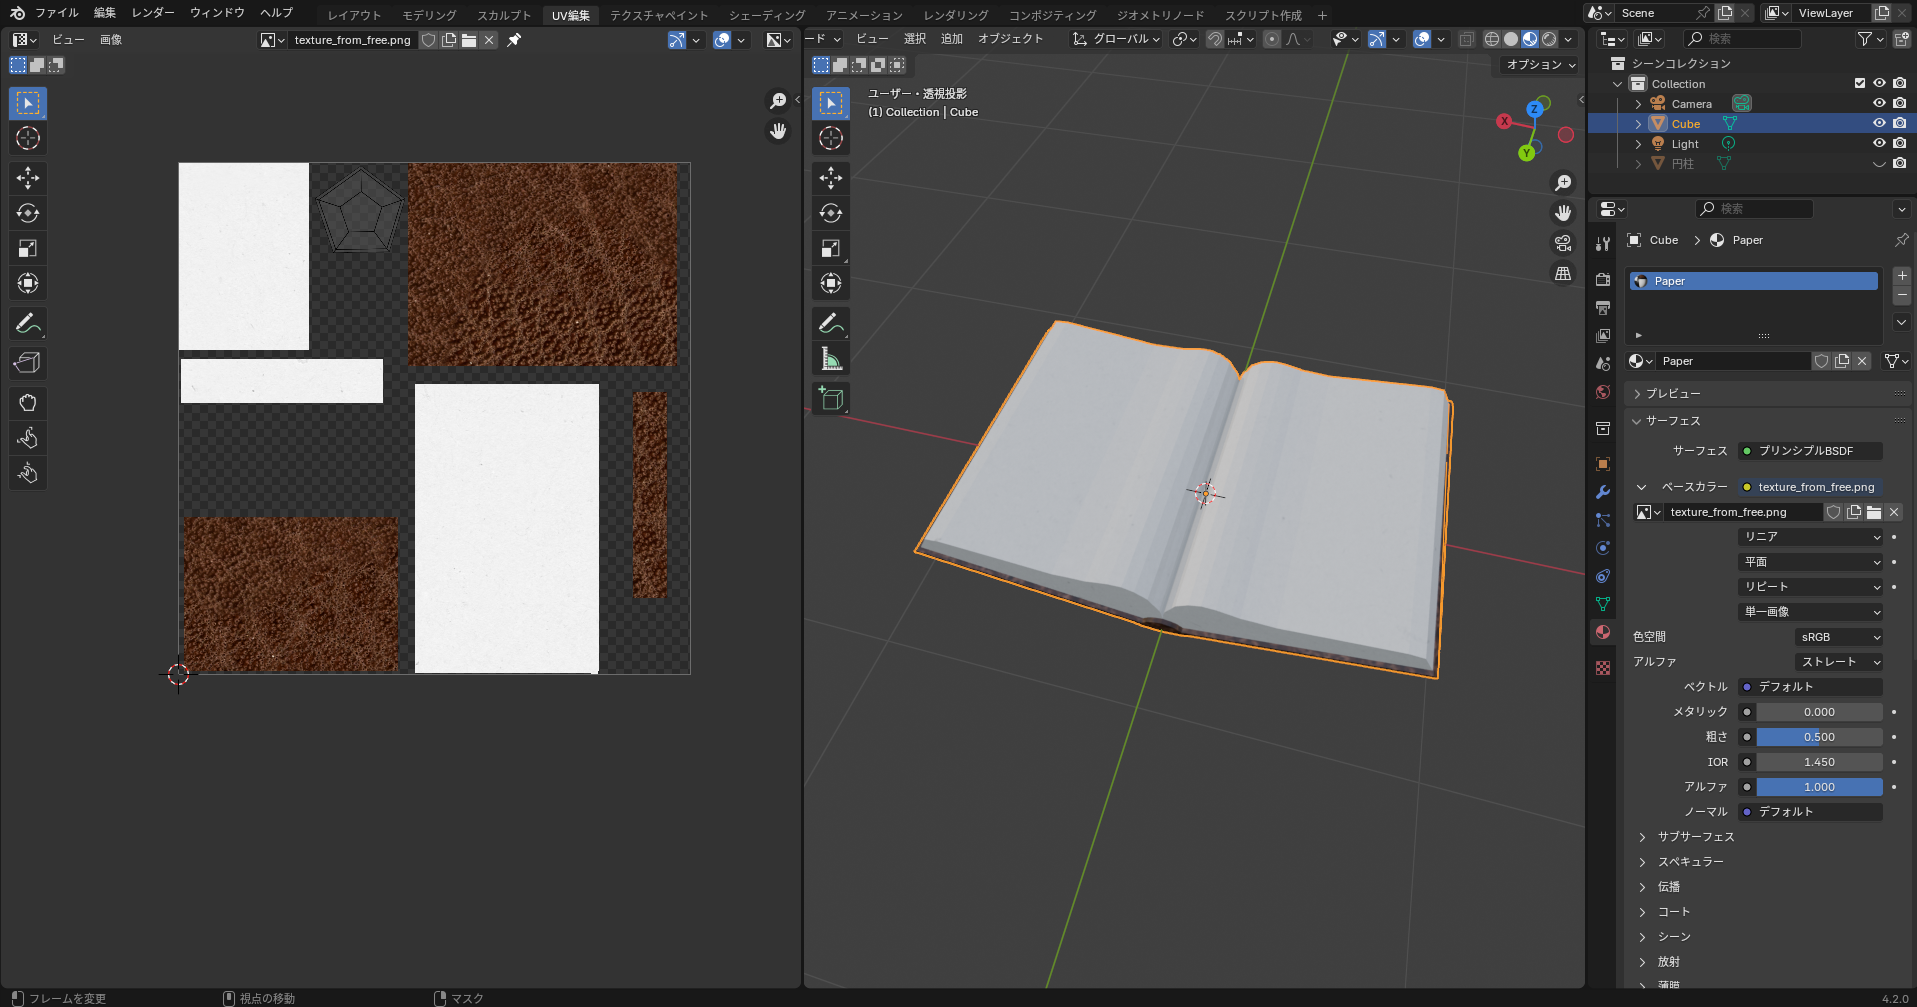 ファイル 編集 レンダー ウィンドウ ヘルプ レイアウト モデリング スカルプト UV編集 テクスチャペイント シェーディング アニメーション レンダリング コンポジティング ジオメトリノード スクリプト作成 + Scene ViewLayer
ビュー 画像 texture_from_free.png
ード ビュー 選択 追加 オブジェクト グローバル
オプション
ユーザー・透視投影
(1) Collection | Cube
X Y Z
検索
シーンコレクション
Collection
Camera
Cube
Light
円柱
検索
Cube > Paper
Paper
Paper
プレビュー
サーフェス
サーフェス プリンシプルBSDF
ベースカラー texture_from_free.png
texture_from_free.png
リニア
平面
リピート
単一画像
色空間 sRGB
アルファ ストレート
ベクトル デフォルト
メタリック 0.000
粗さ 0.500
IOR 1.450
アルファ 1.000
ノーマル デフォルト
サブサーフェス
スペキュラー
伝播
コート
シーン
放射
薄膜
フレームを変更 視点の移動 マスク 4.2.0